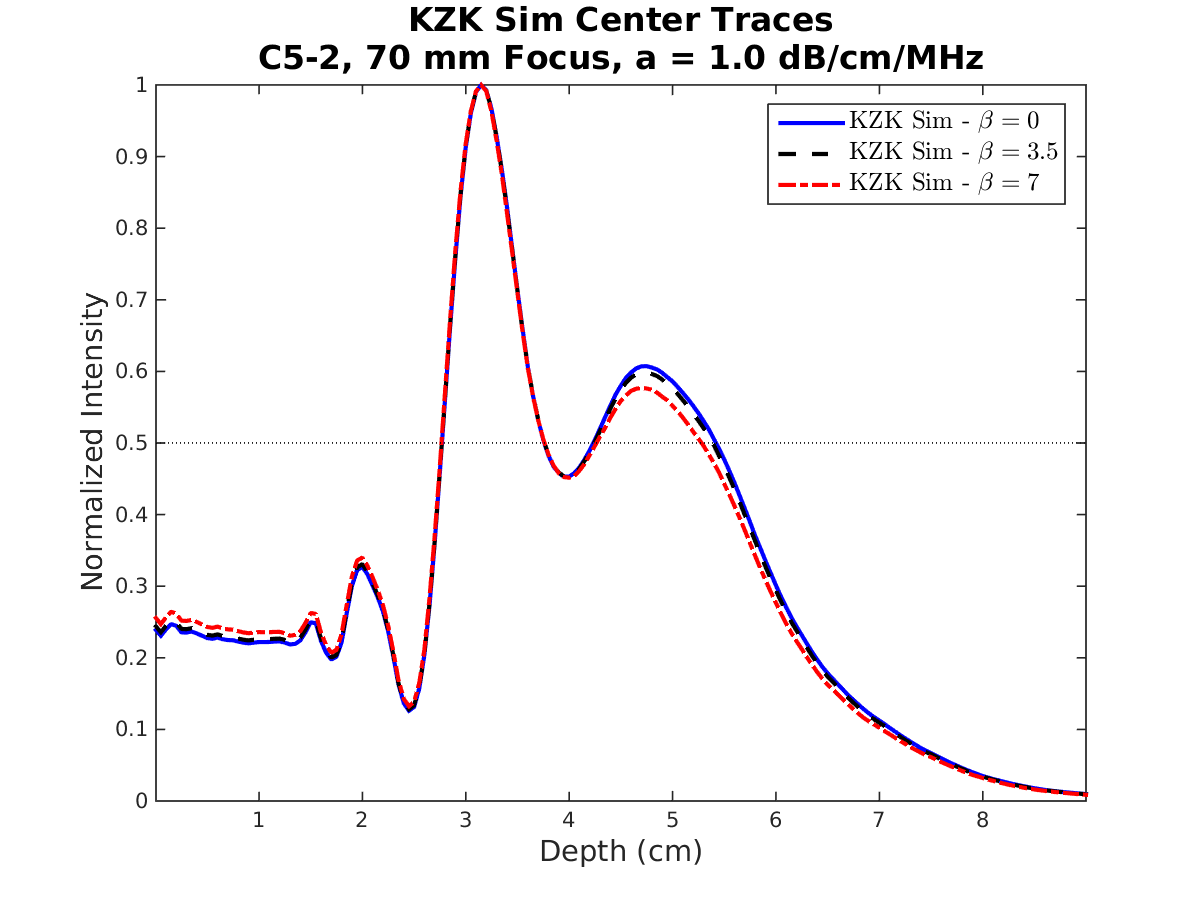 KZK Sim Center Traces
C5-2, 70 mm Focus, a = 1.0 dB/cm/MHz
KZK Sim - β = 0
KZK Sim - β = 3.5
KZK Sim - β = 7
Normalized Intensity
1
0.9
0.8
0.7
0.6
0.5
0.4
0.3
0.2
0.1
0
1 2 3 4 5 6 7 8
Depth (cm)